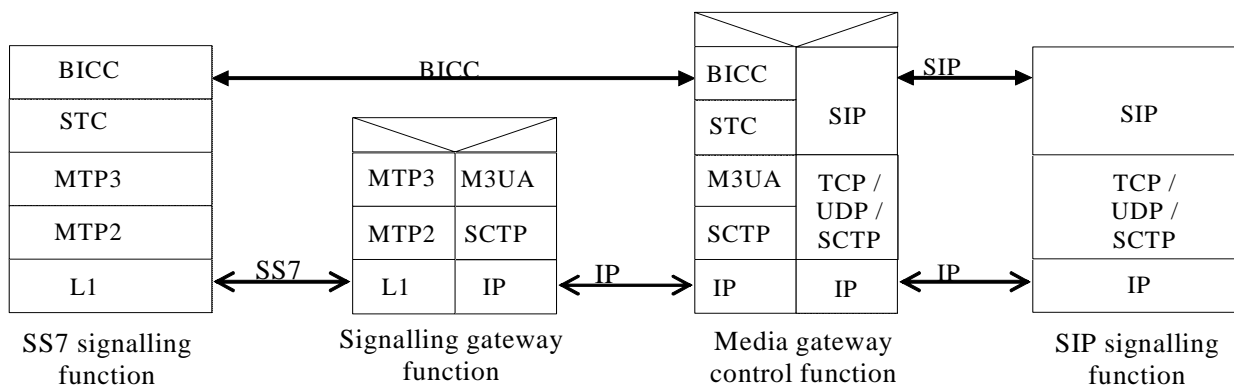 BICC
STC
MTP3
MTP2
L1
SS7 signalling
function
BICC
SS7
MTP3
M3UA
MTP2
SCTP
L1
IP
Signalling gateway
function
IP
BICC
STC
M3UA
SCTP
IP
SIP
TCP /
UDP /
SCTP
IP
Media gateway
control function
SIP
IP
SIP
TCP /
UDP /
SCTP
IP
SIP signalling
function